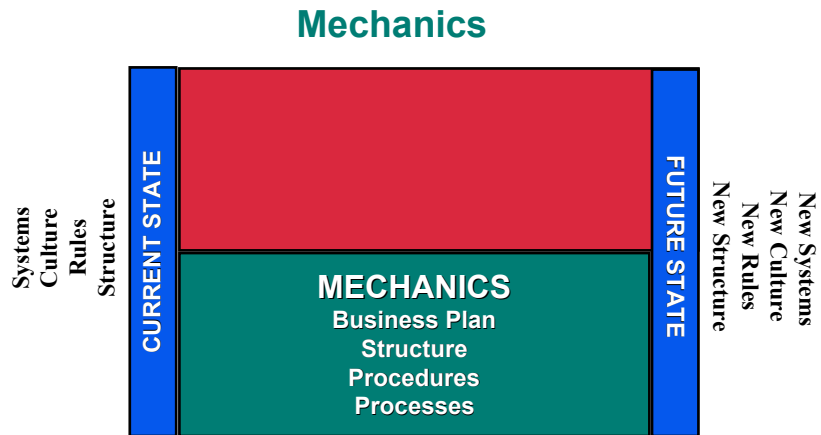 Mechanics
Systems
Culture
Rules
Structure
CURRENT STATE
MECHANICS
Business Plan
Structure
Procedures
Processes
FUTURE STATE
New Systems
New Culture
New Rules
New Structure